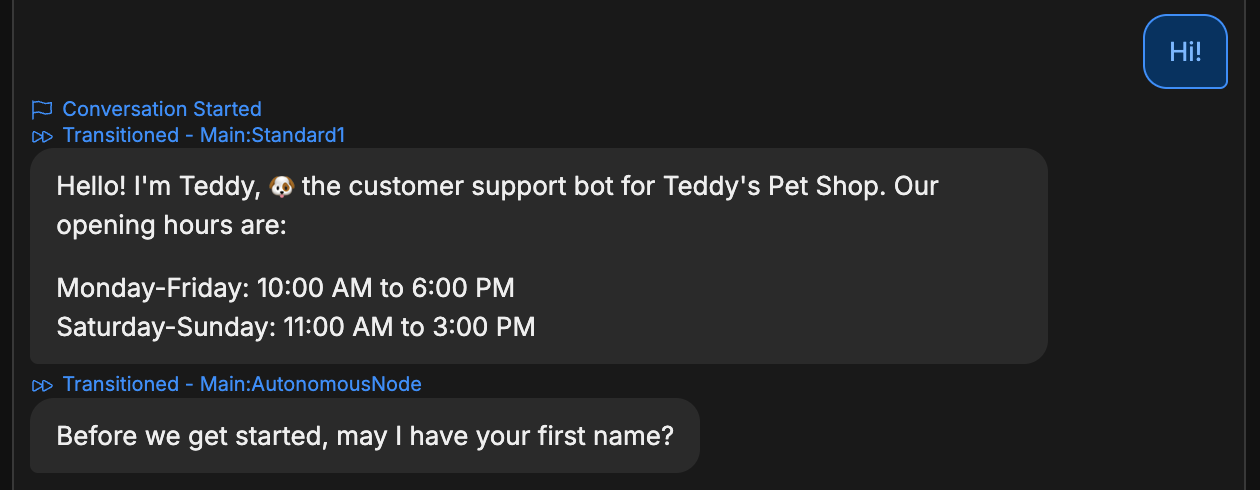 Hi!
Conversation Started
Transitioned - Main:Standard1
Hello! I'm Teddy, 🐶 the customer support bot for Teddy's Pet Shop. Our
opening hours are:
Monday-Friday: 10:00 AM to 6:00 PM
Saturday-Sunday: 11:00 AM to 3:00 PM
Transitioned - Main:AutonomousNode
Before we get started, may I have your first name?